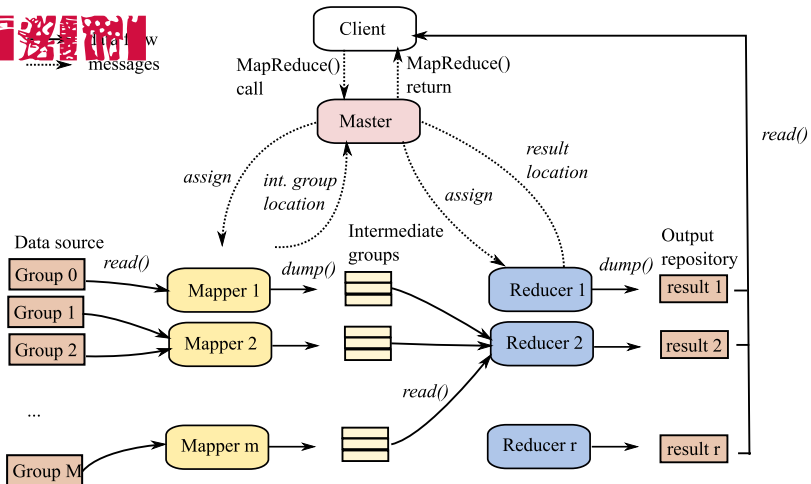 Client
messages
MapReduce()
call
MapReduce()
return
Master
read()
assign
int. group
location
assign
result
location
Data source
Intermediate
groups
Output
repository
Group 0
read()
Mapper 1
dump()
Reducer 1
dump()
result 1
Group 1
Group 2
Mapper 2
Reducer 2
result 2
...
read()
Group M
Mapper m
Reducer r
result r